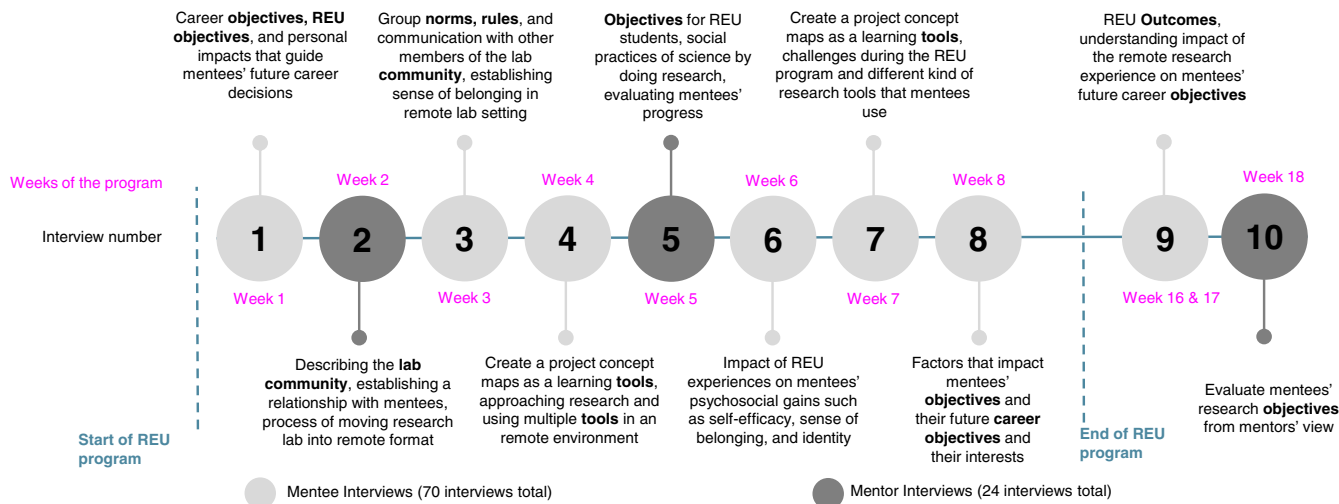 Career objectives, REU
objectives, and personal
impacts that guide
mentees' future career
decisions
Group norms, rules, and
communication with other
members of the lab
community, establishing
sense of belonging in
remote lab setting
Objectives for REU
students, social
practices of science by
doing research,
evaluating mentees'
progress
Create a project concept
maps as a learning tools,
challenges during the REU
program and different kind of
research tools that mentees
use
REU Outcomes,
understanding impact of
the remote research
experience on mentees'
future career objectives
Weeks of the program
Week 2
Week 4
Week 6
Week 8
Week 18
Interview number
1
2
3
4
5
6
7
8
9
10
Week 1
Week 3
Week 5
Week 7
Week 16 & 17
Start of REU
program
Describing the lab
community, establishing a
relationship with mentees,
process of moving research
lab into remote format
Create a project concept
maps as a learning tools,
approaching research and
using multiple tools in an
remote environment
Impact of REU
experiences on mentees'
psychosocial gains such
as self-efficacy, sense of
belonging, and identity
Factors that impact
mentees'
objectives and
their future career
objectives and
their interests
End of REU
program
Evaluate mentees'
research objectives
from mentors' view
Mentee Interviews (70 interviews total)
Mentor Interviews (24 interviews total)